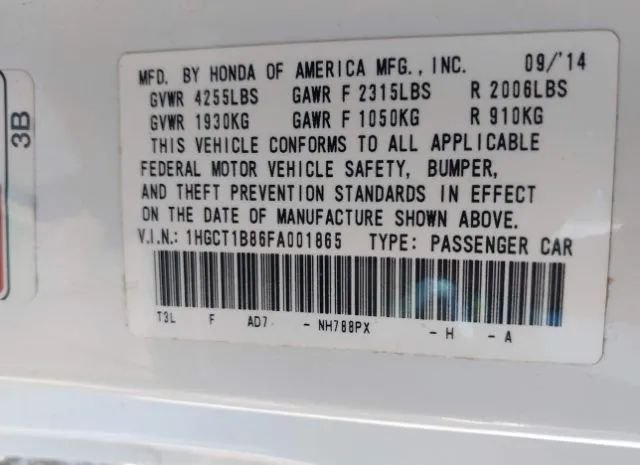 MFD. BY HONDA OF AMERICA MFG., INC. 09/'14
GVWR 4255LBS GAWR F 2315LBS R 2006LBS
GVWR 1930KG GAWR F 1050KG R 910KG
THIS VEHICLE CONFORMS TO ALL APPLICABLE
FEDERAL MOTOR VEHICLE SAFETY, BUMPER,
AND THEFT PREVENTION STANDARDS IN EFFECT
ON THE DATE OF MANUFACTURE SHOWN ABOVE.
V.I.N.: 1HGCT1B86FA001865 TYPE: PASSENGER CAR
T3L F AD7 - NH788PX - H - A
3B